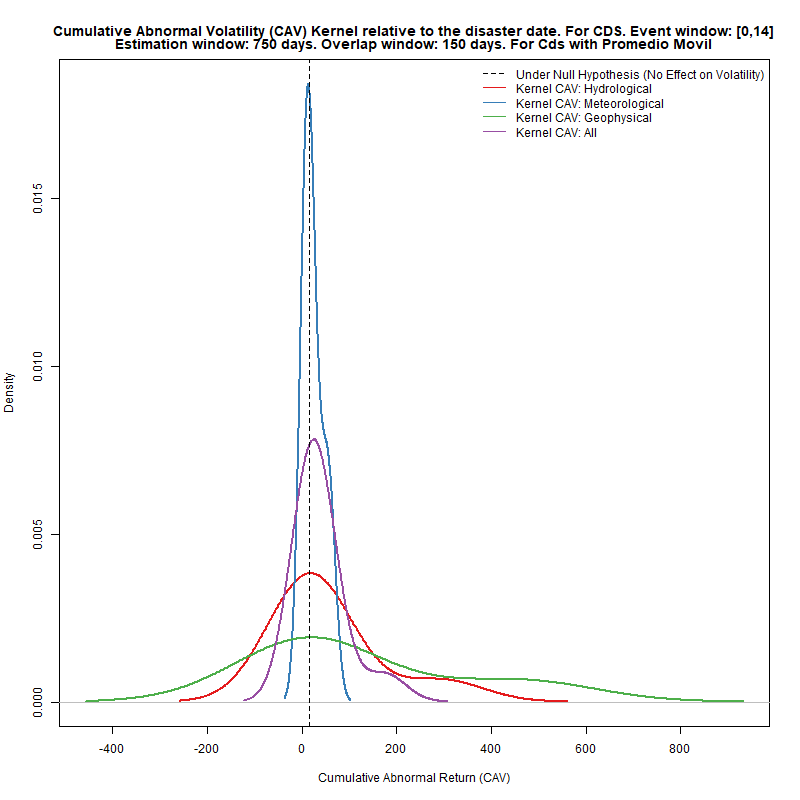 Cumulative Abnormal Volatility (CAV) Kernel relative to the disaster date. For CDS. Event window: [0,14]
Estimation window: 750 days. Overlap window: 150 days. For Cds with Promedio Movil
Under Null Hypothesis (No Effect on Volatility)
Kernel CAV: Hydrological
Kernel CAV: Meteorological
Kernel CAV: Geophysical
Kernel CAV: All
Density
0.015
0.010
0.005
0.000
-400 -200 0 200 400 600 800
Cumulative Abnormal Return (CAV)